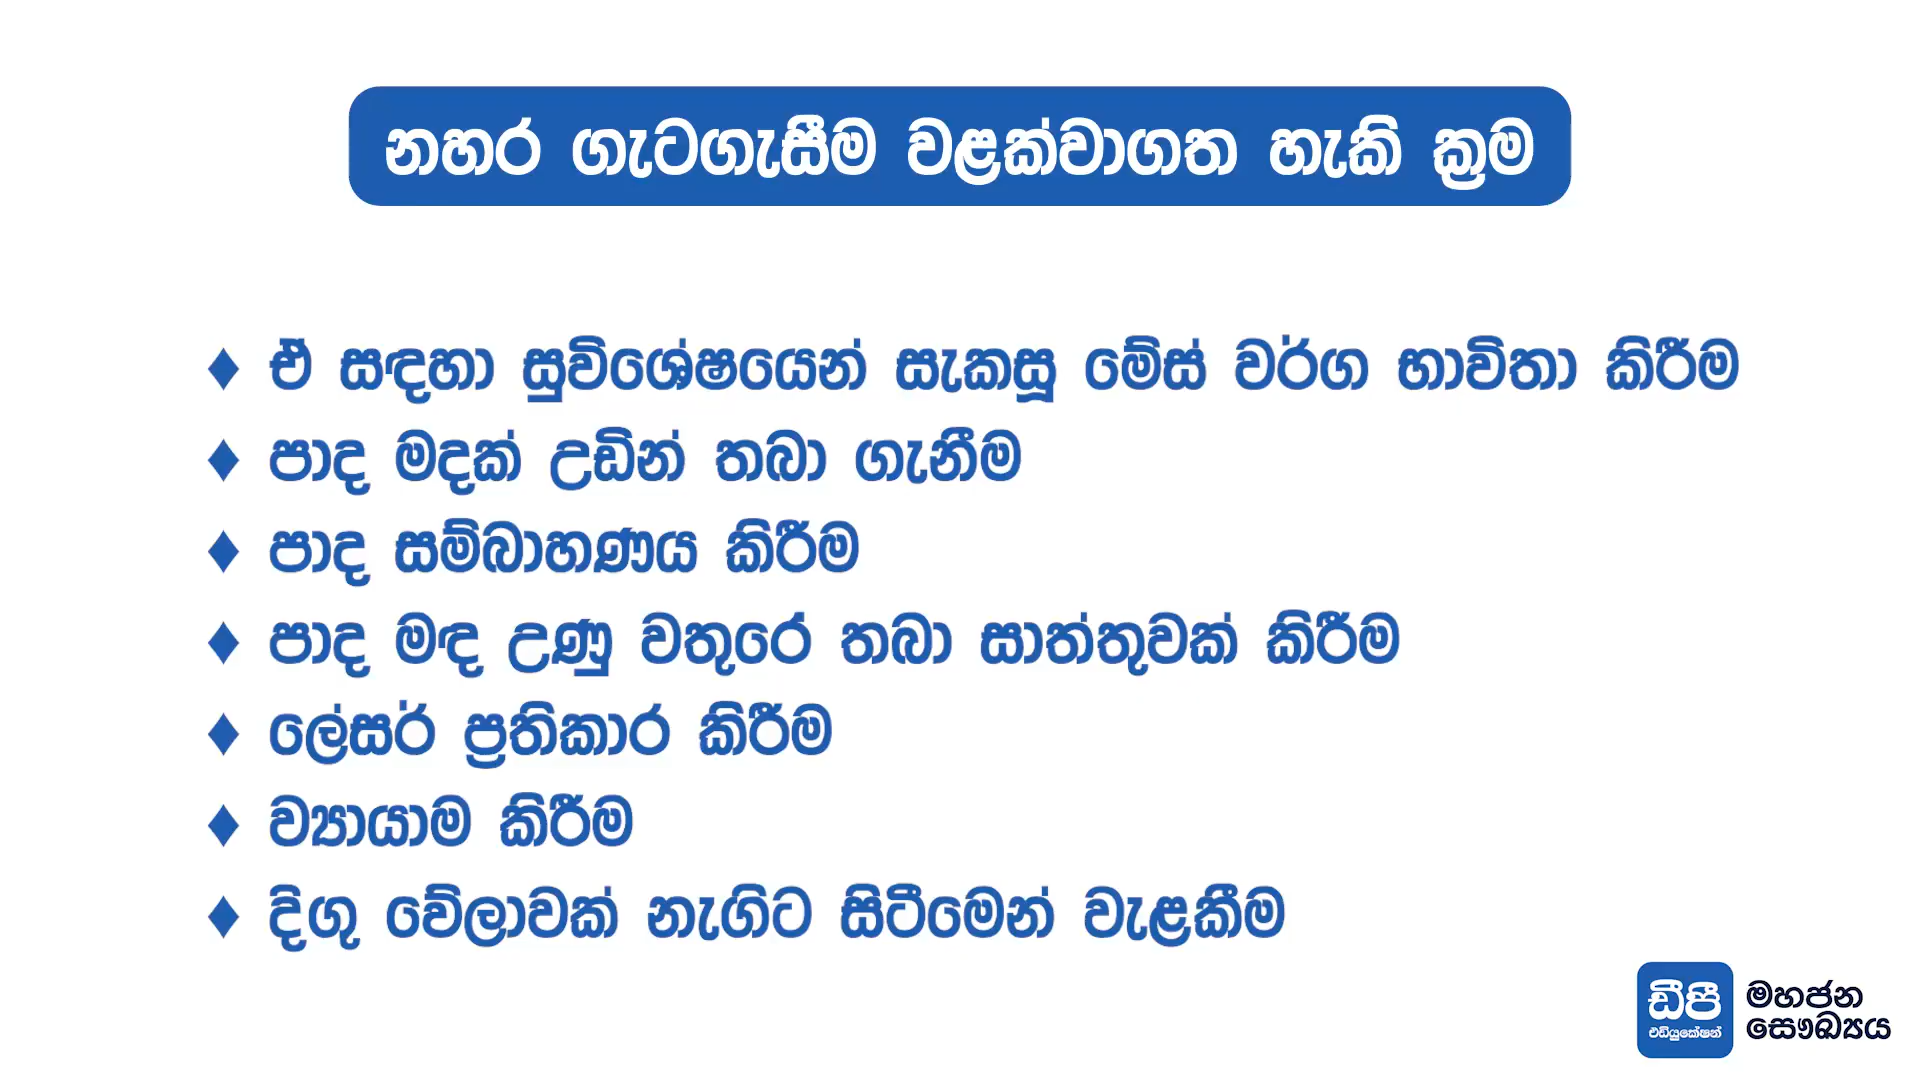 නහර ගැටගැසීම වළක්වාගත හැකි ක්‍රම
♦ ඒ සඳහා සුවිශේෂයෙන් සැකසූ මේස් වර්ග භාවිතා කිරීම
♦ පාද මදක් උඩින් තබා ගැනීම
♦ පාද සම්බාහණය කිරීම
♦ පාද මඳ උණු වතුරේ තබා සාත්තුවක් කිරීම
♦ ලේසර් ප්‍රතිකාර කිරීම
♦ ව්‍යායාම කිරීම
♦ දිගු වේලාවක් නැගිට සිටීමෙන් වැළකීම
ඩීපී
එඩියුකේෂන්
මහජන
සෞඛ්‍යය